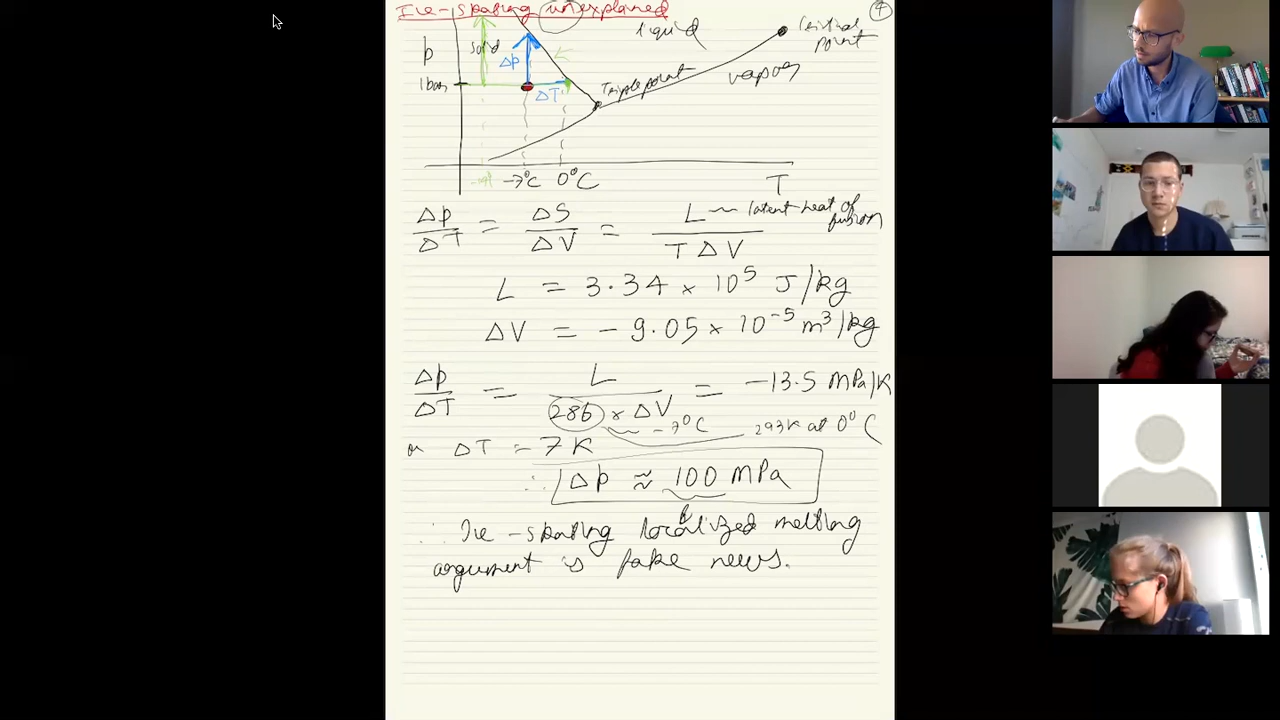 Ice-skating unexplained
4
p
solid
liquid
critical point
Δp
1 bar
ΔT
Triple point
vapor
-7°C
0°C
T
Δp/ΔT = ΔS/ΔV = L/TΔV ~ latent heat of fusion
L = 3.34 × 10^5 J/kg
ΔV = - 9.05 × 10^-5 m³/kg
Δp/ΔT = L/286 × ΔV = -13.5 MPa/K
-7°C 293K at 0°C
ΔT = 7K
∴ Δp ≈ 100 MPa
∴ Ice-skating localized melting
argument is fake news.